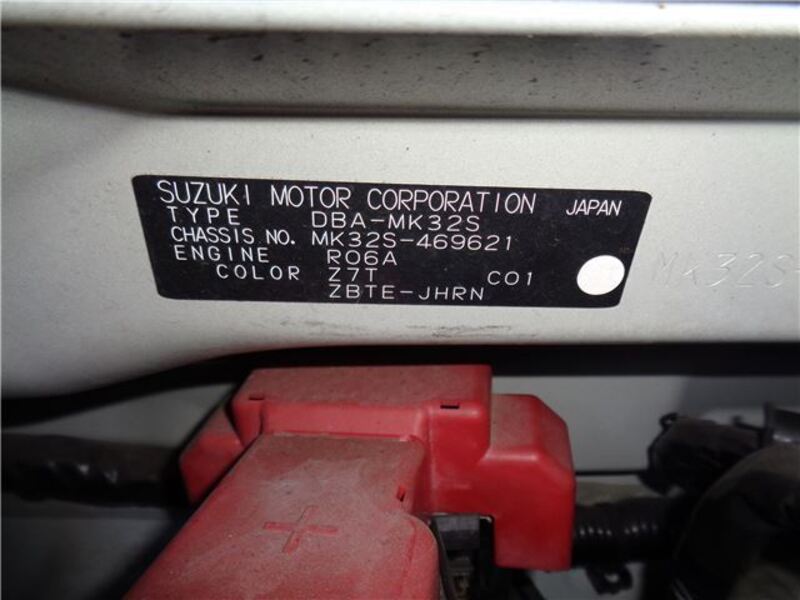 SUZUKI MOTOR CORPORATION JAPAN
TYPE DBA-MK32S
CHASSIS NO. MK32S-469621
ENGINE R06A
COLOR Z7T C01
ZBTE-JHRN
MK32S-